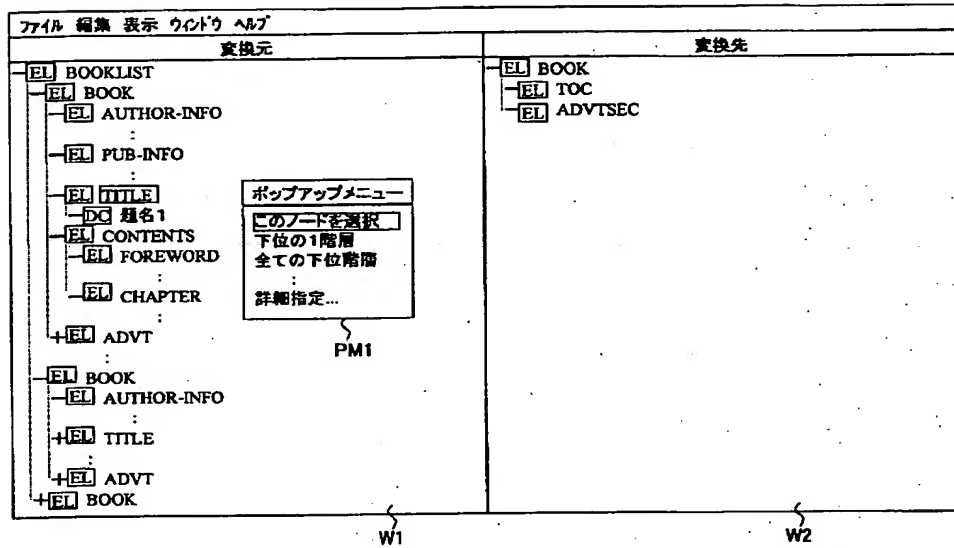 ファイル 編集 表示 ウィンドウ ヘルプ
変換元
EL BOOKLIST
EL BOOK
EL AUTHOR-INFO
:
EL PUB-INFO
:
EL TITLE
DC 題名1
EL CONTENTS
EL FOREWORD
:
EL CHAPTER
:
+EL ADVT
:
EL BOOK
EL AUTHOR-INFO
:
+EL TITLE
:
+EL ADVT
+EL BOOK
ポップアップメニュー
このノードを選択
下位の1階層
全ての下位階層
:
詳細指定...
PM1
W1
変換先
EL BOOK
EL TOC
EL ADVTSEC
W2